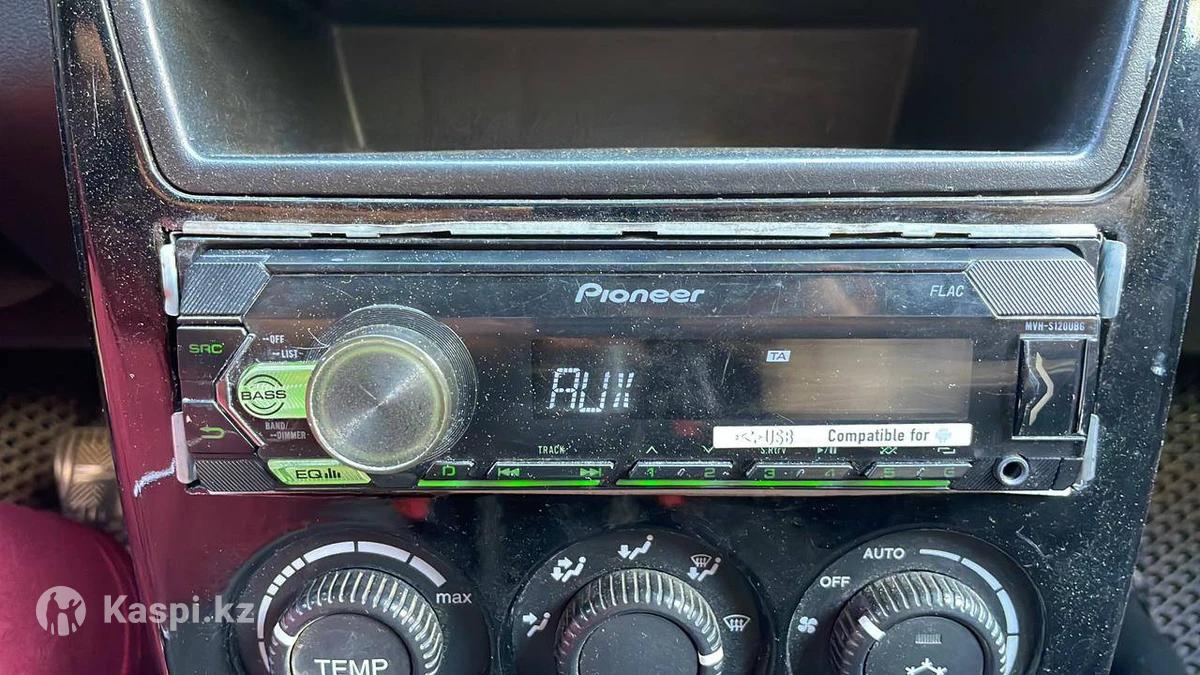 Pioneer
FLAC
MVH-S120UBG
SRC
OFF
LIST
BASS
BAND/
DIMMER
EQ
AUX
TA
USB Compatible for
TRACK
S.Rtv
1 2 3 4 5 6
max
TEMP
AUTO
OFF
Kaspi.kz